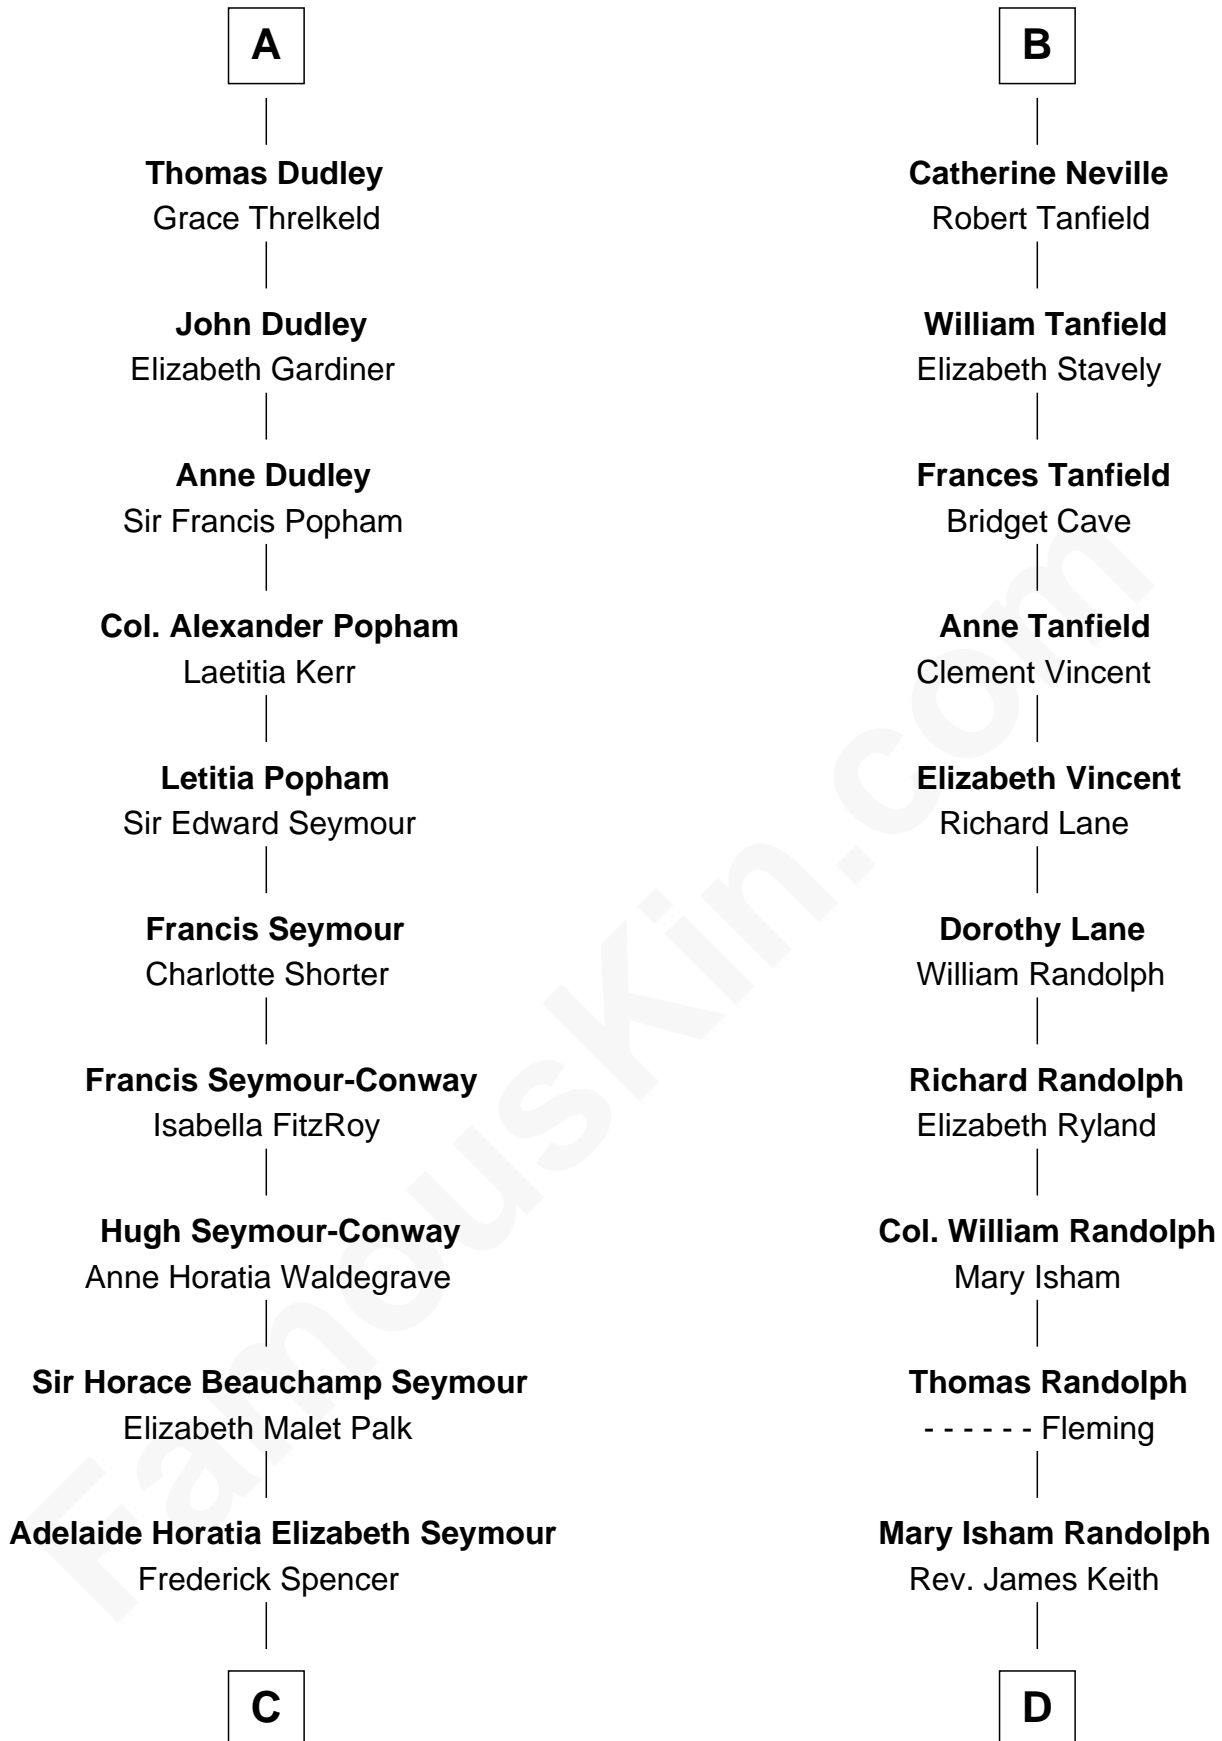 A
Thomas Dudley
Grace Threlkeld
John Dudley
Elizabeth Gardiner
Anne Dudley
Sir Francis Popham
Col. Alexander Popham
Laetitia Kerr
Letitia Popham
Sir Edward Seymour
Francis Seymour
Charlotte Shorter
Francis Seymour-Conway
Isabella FitzRoy
Hugh Seymour-Conway
Anne Horatia Waldegrave
Sir Horace Beauchamp Seymour
Elizabeth Malet Palk
Adelaide Horatia Elizabeth Seymour
Frederick Spencer
C
B
Catherine Neville
Robert Tanfield
William Tanfield
Elizabeth Stavely
Frances Tanfield
Bridget Cave
Anne Tanfield
Clement Vincent
Elizabeth Vincent
Richard Lane
Dorothy Lane
William Randolph
Richard Randolph
Elizabeth Ryland
Col. William Randolph
Mary Isham
Thomas Randolph
- - - - - - Fleming
Mary Isham Randolph
Rev. James Keith
D
FamousKin.com